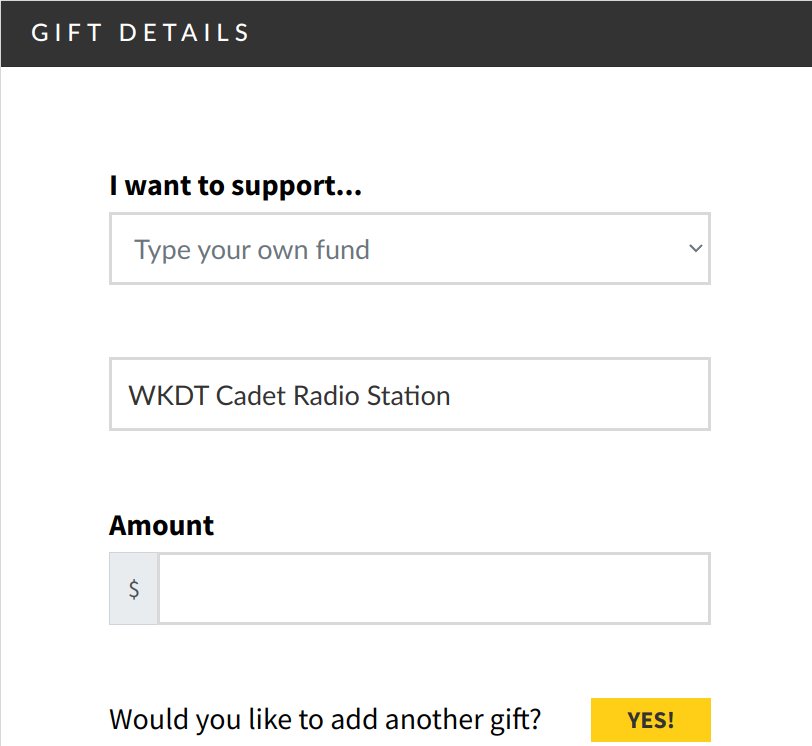 GIFT DETAILS
I want to support...
Type your own fund
WKDT Cadet Radio Station
Amount
$
Would you like to add another gift? YES!